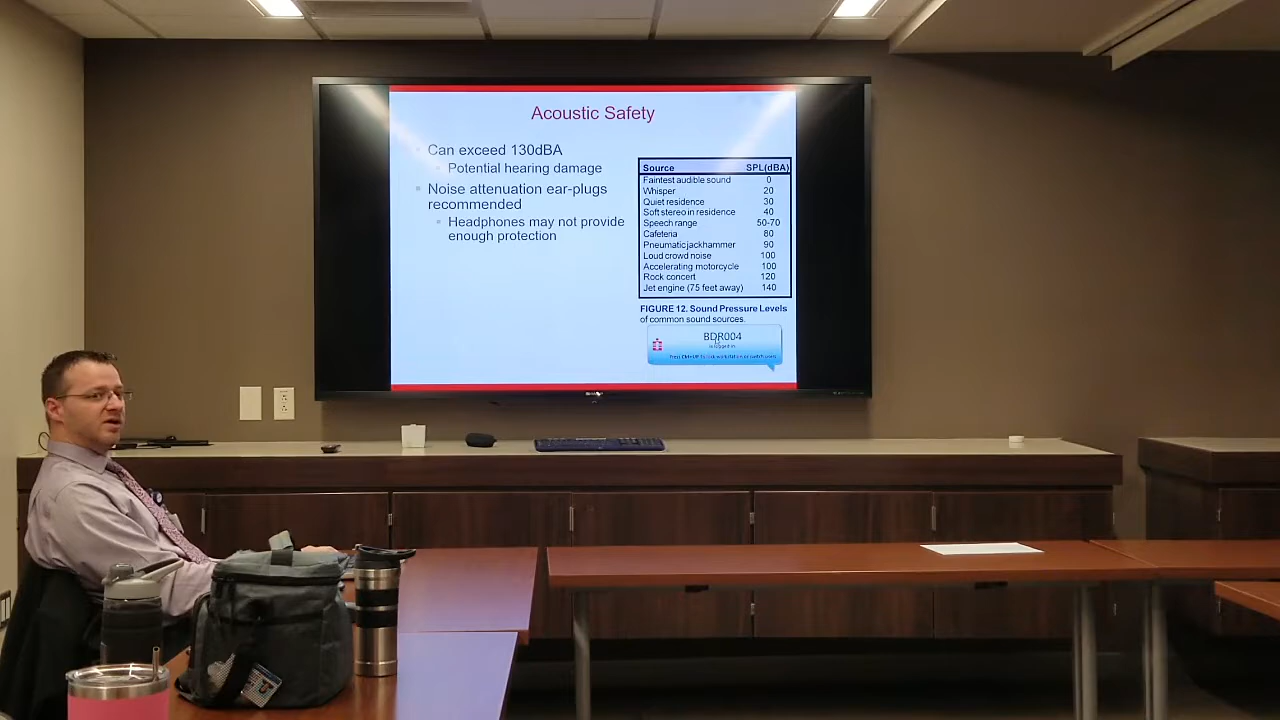 Acoustic Safety
Can exceed 130dBA
Potential hearing damage
Noise attenuation ear-plugs
recommended
Headphones may not provide
enough protection
Source SPL(dBA)
Faintest audible sound 0
Whisper 20
Quiet residence 30
Soft stereo in residence 40
Speech range 50-70
Cafeteria 80
Pneumatic jackhammer 90
Loud crowd noise 100
Accelerating motorcycle 100
Rock concert 120
Jet engine (75 feet away) 140
FIGURE 12. Sound Pressure Levels
of common sound sources.
BDR004
is logged in